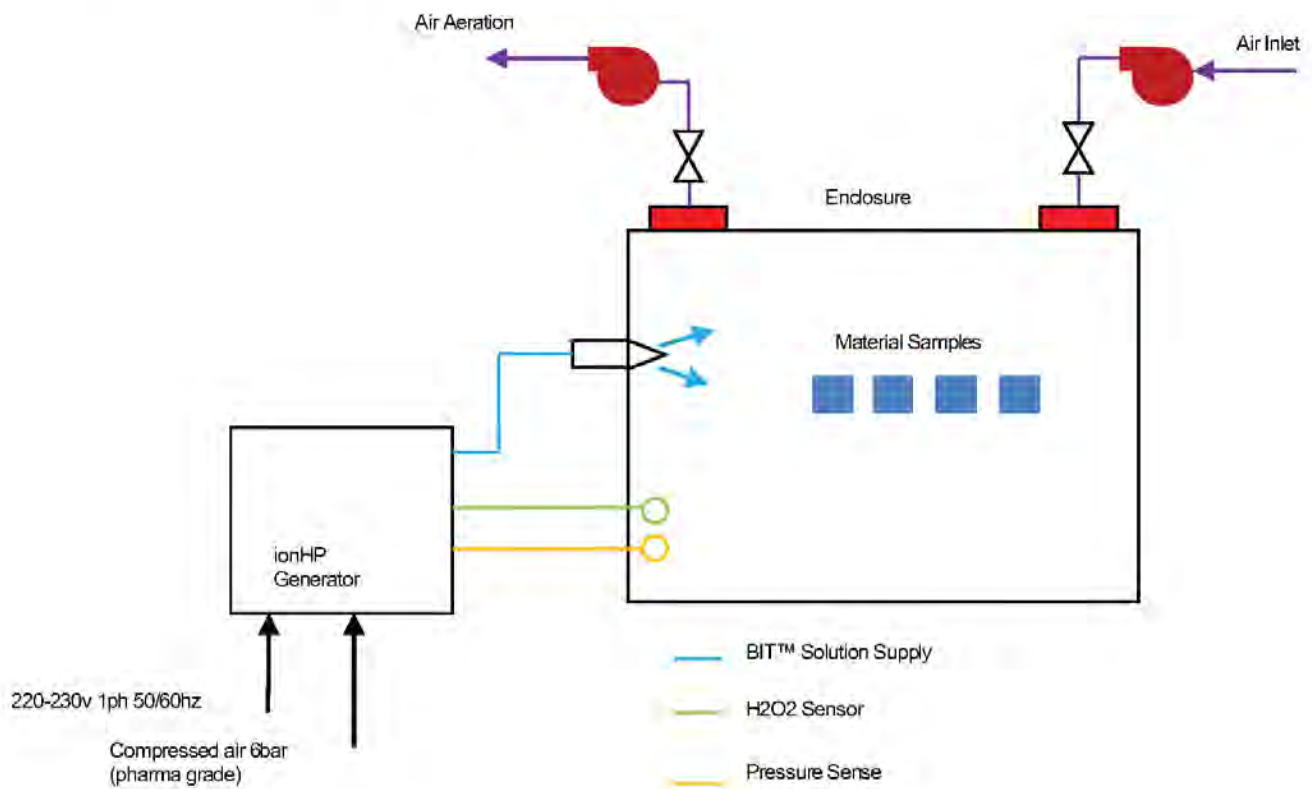 Air Aeration
Air Inlet
Enclosure
Material Samples
ionHP
Generator
BIT™ Solution Supply
220-230v 1ph 50/60hz
H2O2 Sensor
Compressed air 6bar
(pharma grade)
Pressure Sense